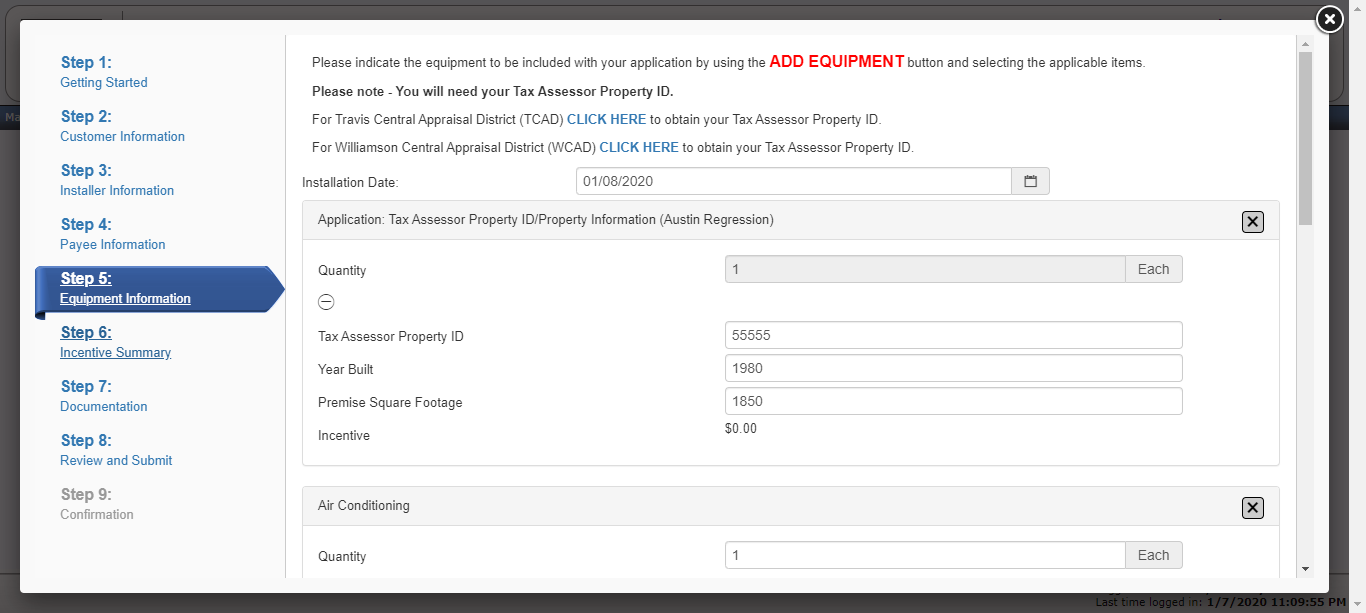 Step 1:
Getting Started
Step 2:
Customer Information
Step 3:
Installer Information
Step 4:
Payee Information
Step 5:
Equipment Information
Step 6:
Incentive Summary
Step 7:
Documentation
Step 8:
Review and Submit
Step 9:
Confirmation
Please indicate the equipment to be included with your application by using the ADD EQUIPMENT button and selecting the applicable items.
Please note - You will need your Tax Assessor Property ID.
For Travis Central Appraisal District (TCAD) CLICK HERE to obtain your Tax Assessor Property ID.
For Williamson Central Appraisal District (WCAD) CLICK HERE to obtain your Tax Assessor Property ID.
Installation Date: 01/08/2020
Application: Tax Assessor Property ID/Property Information (Austin Regression)
Quantity 1 Each
Tax Assessor Property ID 55555
Year Built 1980
Premise Square Footage 1850
Incentive $0.00
Air Conditioning
Quantity 1 Each
Last time logged in: 1/7/2020 11:09:55 PM